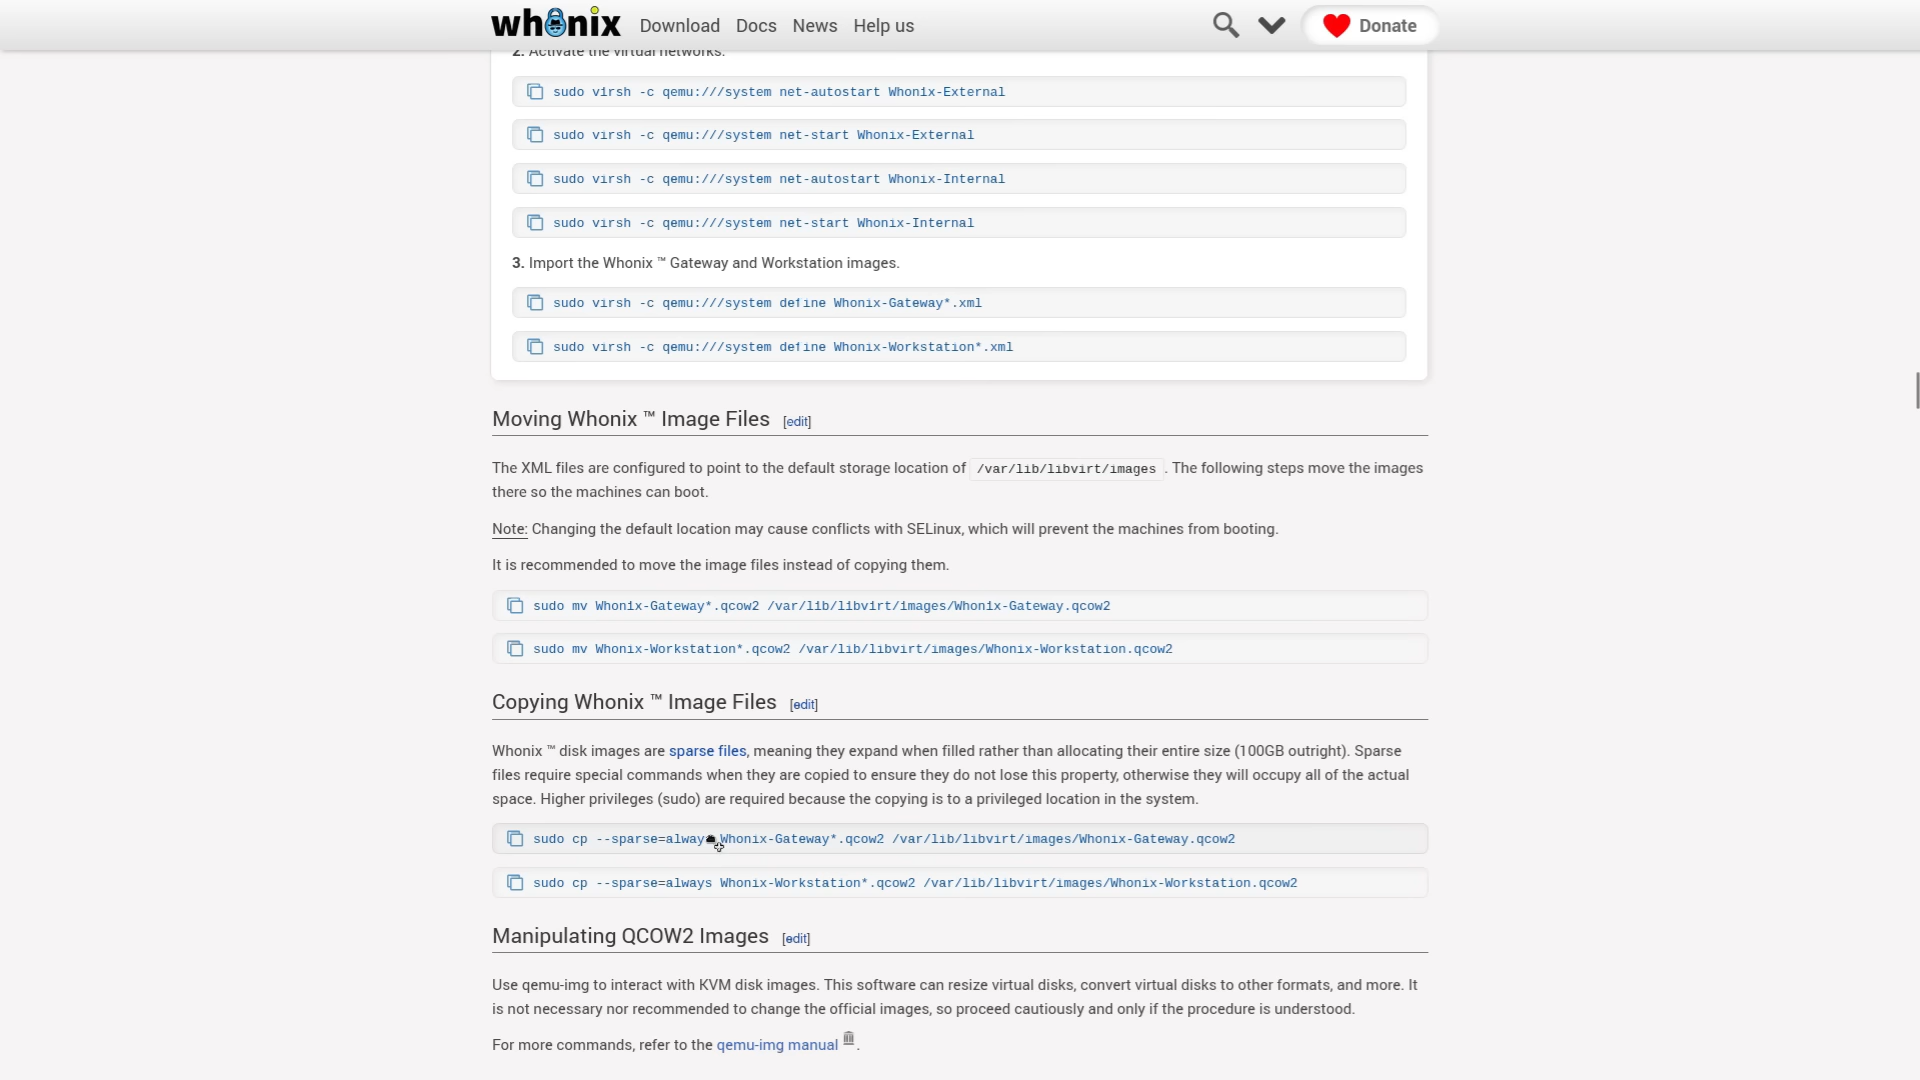 whonix Download Docs News Help us Donate
2. Activate the virtual networks.
sudo virsh -c qemu:///system net-autostart Whonix-External
sudo virsh -c qemu:///system net-start Whonix-External
sudo virsh -c qemu:///system net-autostart Whonix-Internal
sudo virsh -c qemu:///system net-start Whonix-Internal
3. Import the Whonix ™ Gateway and Workstation images.
sudo virsh -c qemu:///system define Whonix-Gateway*.xml
sudo virsh -c qemu:///system define Whonix-Workstation*.xml
Moving Whonix ™ Image Files [edit]
The XML files are configured to point to the default storage location of /var/lib/libvirt/images . The following steps move the images
there so the machines can boot.
Note: Changing the default location may cause conflicts with SELinux, which will prevent the machines from booting.
It is recommended to move the image files instead of copying them.
sudo mv Whonix-Gateway*.qcow2 /var/lib/libvirt/images/Whonix-Gateway.qcow2
sudo mv Whonix-Workstation*.qcow2 /var/lib/libvirt/images/Whonix-Workstation.qcow2
Copying Whonix ™ Image Files [edit]
Whonix ™ disk images are sparse files, meaning they expand when filled rather than allocating their entire size (100GB outright). Sparse
files require special commands when they are copied to ensure they do not lose this property, otherwise they will occupy all of the actual
space. Higher privileges (sudo) are required because the copying is to a privileged location in the system.
sudo cp --sparse=always Whonix-Gateway*.qcow2 /var/lib/libvirt/images/Whonix-Gateway.qcow2
sudo cp --sparse=always Whonix-Workstation*.qcow2 /var/lib/libvirt/images/Whonix-Workstation.qcow2
Manipulating QCOW2 Images [edit]
Use qemu-img to interact with KVM disk images. This software can resize virtual disks, convert virtual disks to other formats, and more. It
is not necessary nor recommended to change the official images, so proceed cautiously and only if the procedure is understood.
For more commands, refer to the qemu-img manual .